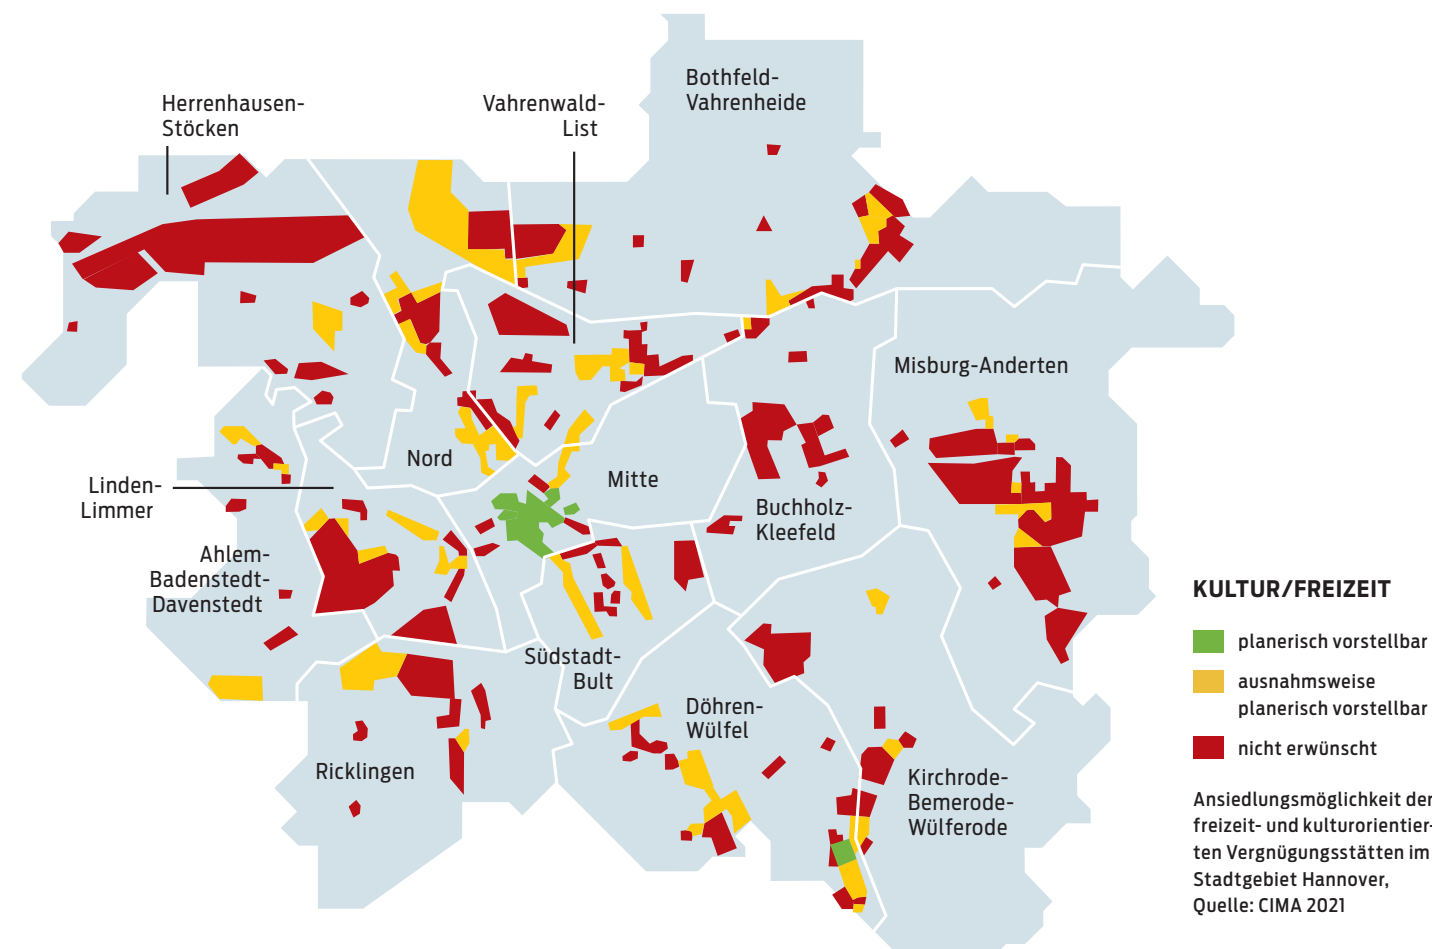 Bothfeld-
Vahrenheide
Herrenhausen-
Stöcken
Vahrenwald-
List
Misburg-Anderten
Nord
Mitte
Linden-
Limmer
Buchholz-
Kleefeld
Ahlem-
Badenstedt-
Davenstedt
Südstadt-
Bult
Döhren-
Wülfel
Ricklingen
Kirchrode-
Bemerode-
Wülferode
KULTUR/FREIZEIT
planerisch vorstellbar
ausnahmsweise
planerisch vorstellbar
nicht erwünscht
Ansiedlungsmöglichkeit der
freizeit- und kulturorientier-
ten Vergnügungsstätten im
Stadtgebiet Hannover,
Quelle: CIMA 2021